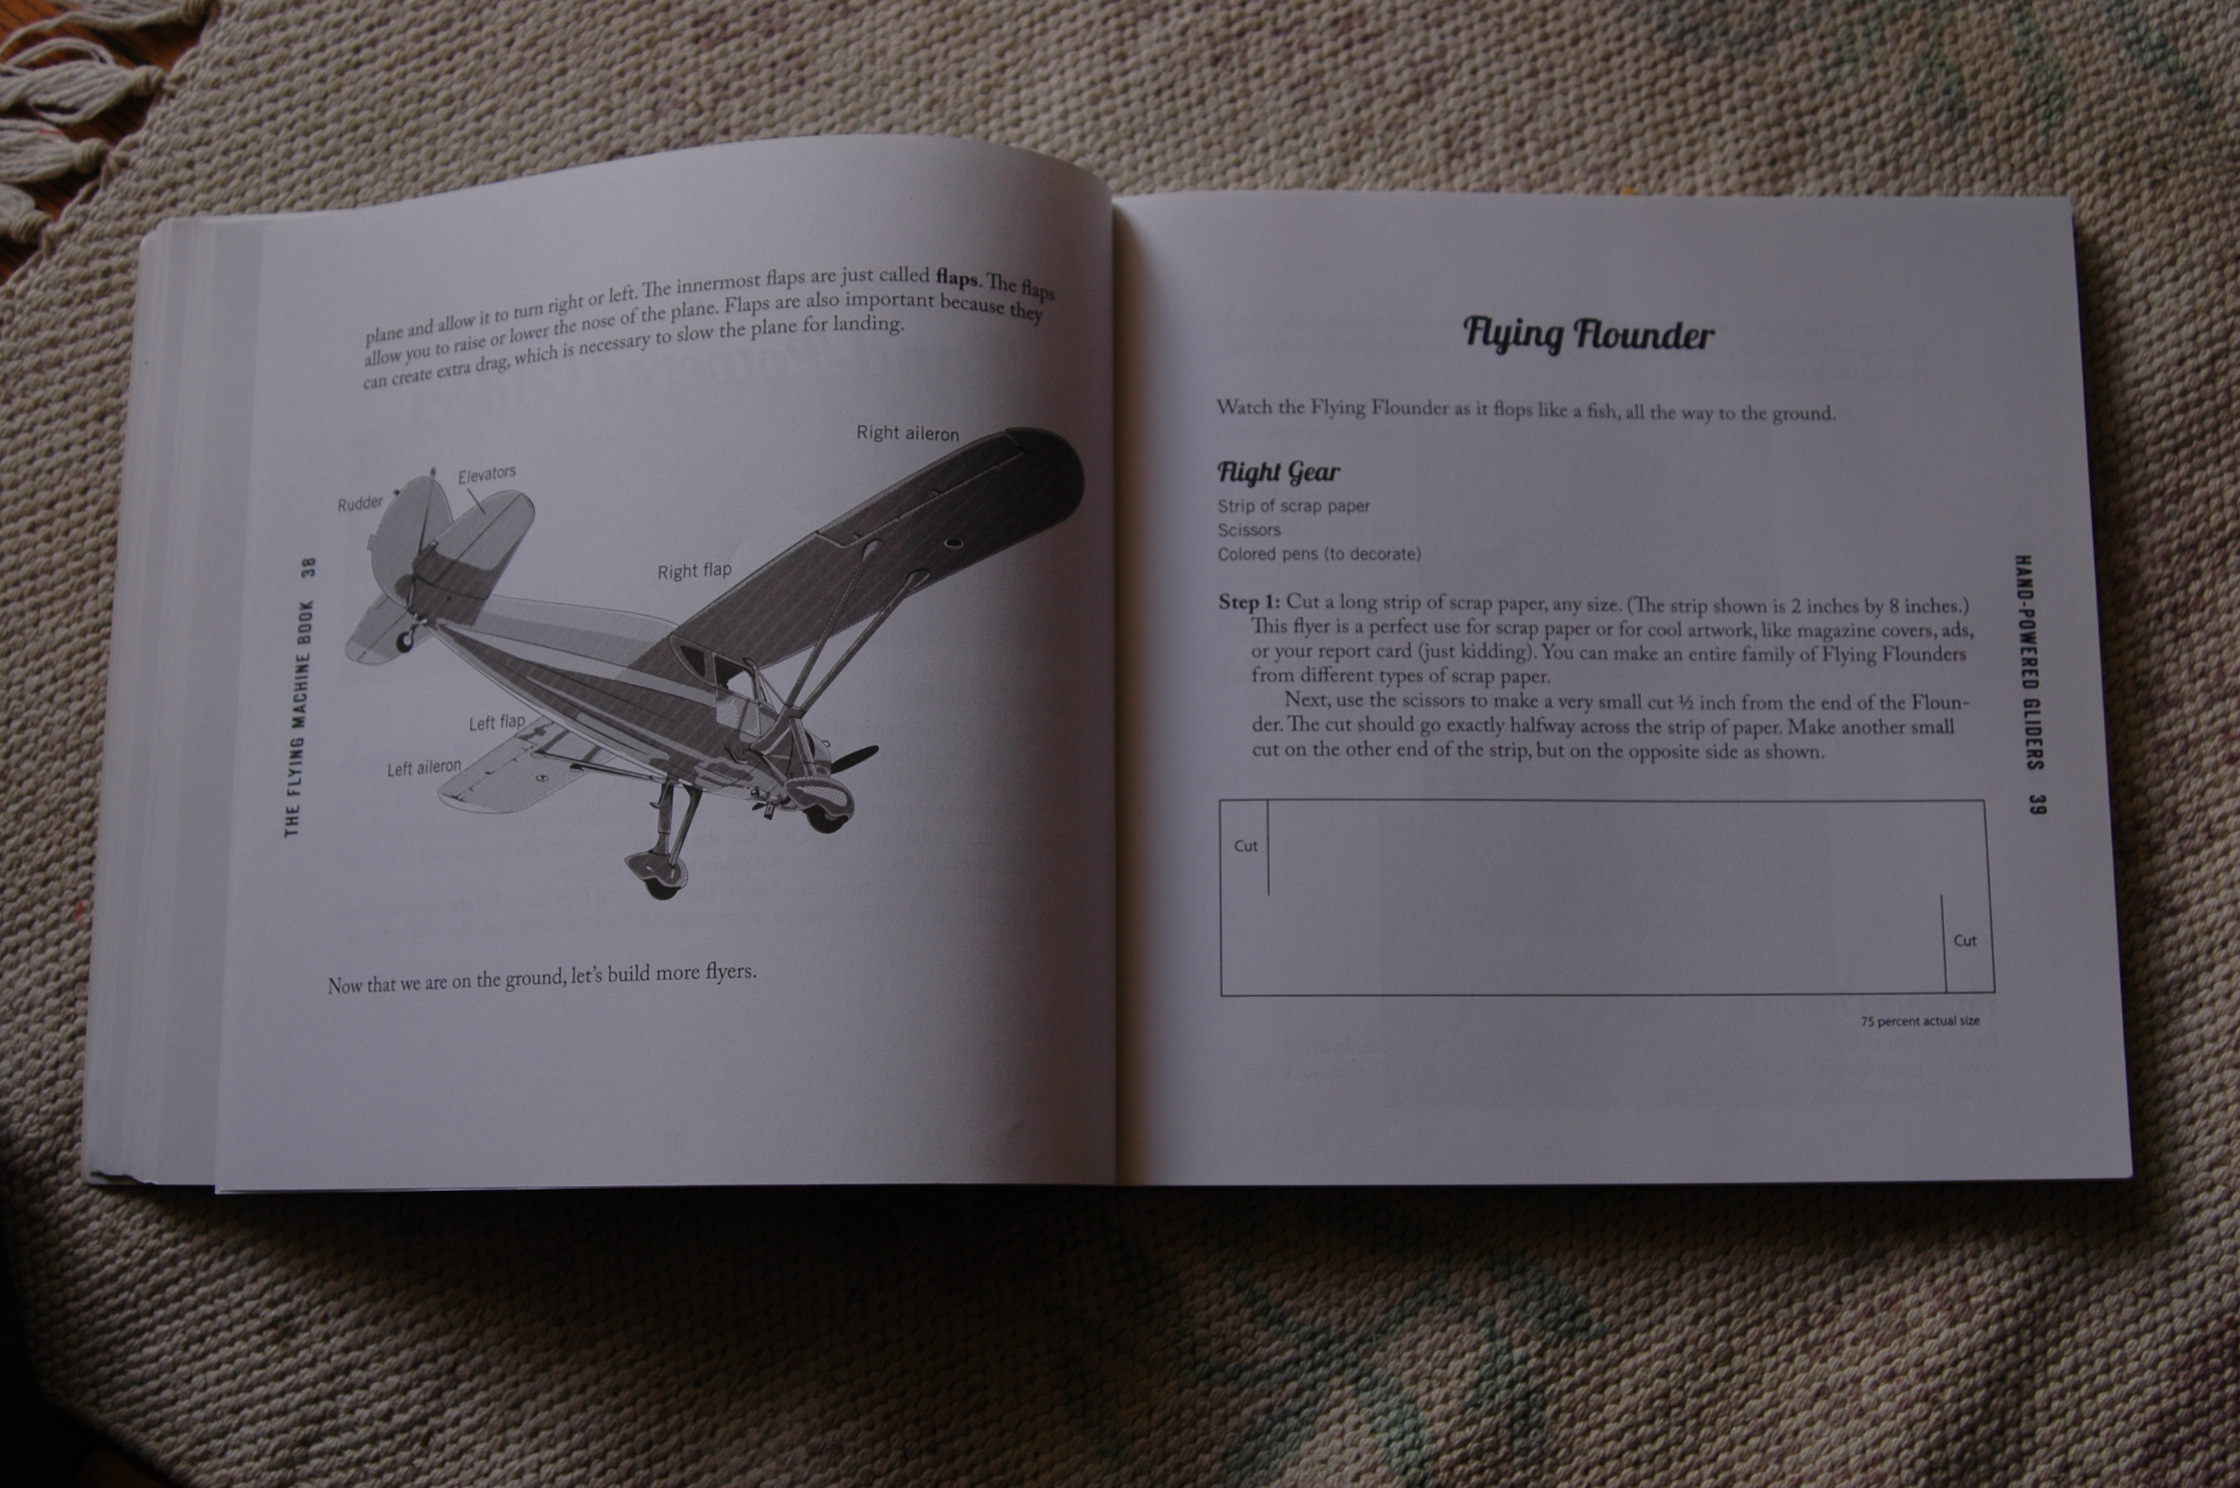 plane and allow it to turn right or left. The innermost flaps are just called flaps. The flaps
allow you to raise or lower the nose of the plane. Flaps are also important because they
can create extra drag, which is necessary to slow the plane for landing.
Right aileron
Elevators
Rudder
Right flap
Left flap
Left aileron
Now that we are on the ground, let's build more flyers.
THE FLYING MACHINE BOOK 38
Flying Flounder
Watch the Flying Flounder as it flops like a fish, all the way to the ground.
Flight Gear
Strip of scrap paper
Scissors
Colored pens (to decorate)
Step 1: Cut a long strip of scrap paper, any size. (The strip shown is 2 inches by 8 inches.)
This flyer is a perfect use for scrap paper or for cool artwork, like magazine covers, ads,
or your report card (just kidding). You can make an entire family of Flying Flounders
from different types of scrap paper.
Next, use the scissors to make a very small cut ½ inch from the end of the Floun-
der. The cut should go exactly halfway across the strip of paper. Make another small
cut on the other end of the strip, but on the opposite side as shown.
Cut
Cut
75 percent actual size
HAND-POWERED GLIDERS 39